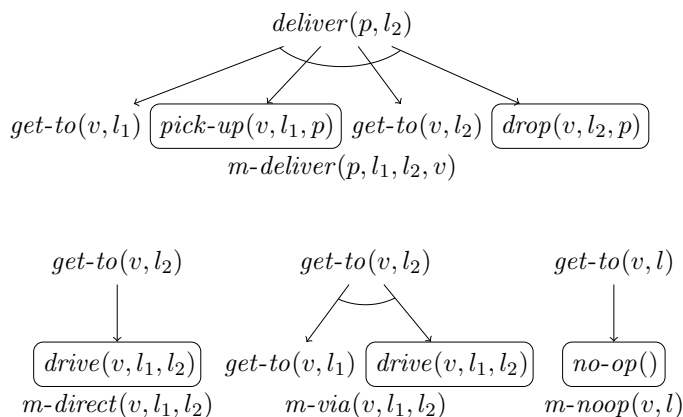 deliver(p, l₂)
get-to(v, l₁) pick-up(v, l₁, p) get-to(v, l₂) drop(v, l₂, p)
m-deliver(p, l₁, l₂, v)
get-to(v, l₂) get-to(v, l₂) get-to(v, l)
drive(v, l₁, l₂) get-to(v, l₁) drive(v, l₁, l₂) no-op()
m-direct(v, l₁, l₂) m-via(v, l₁, l₂) m-noop(v, l)